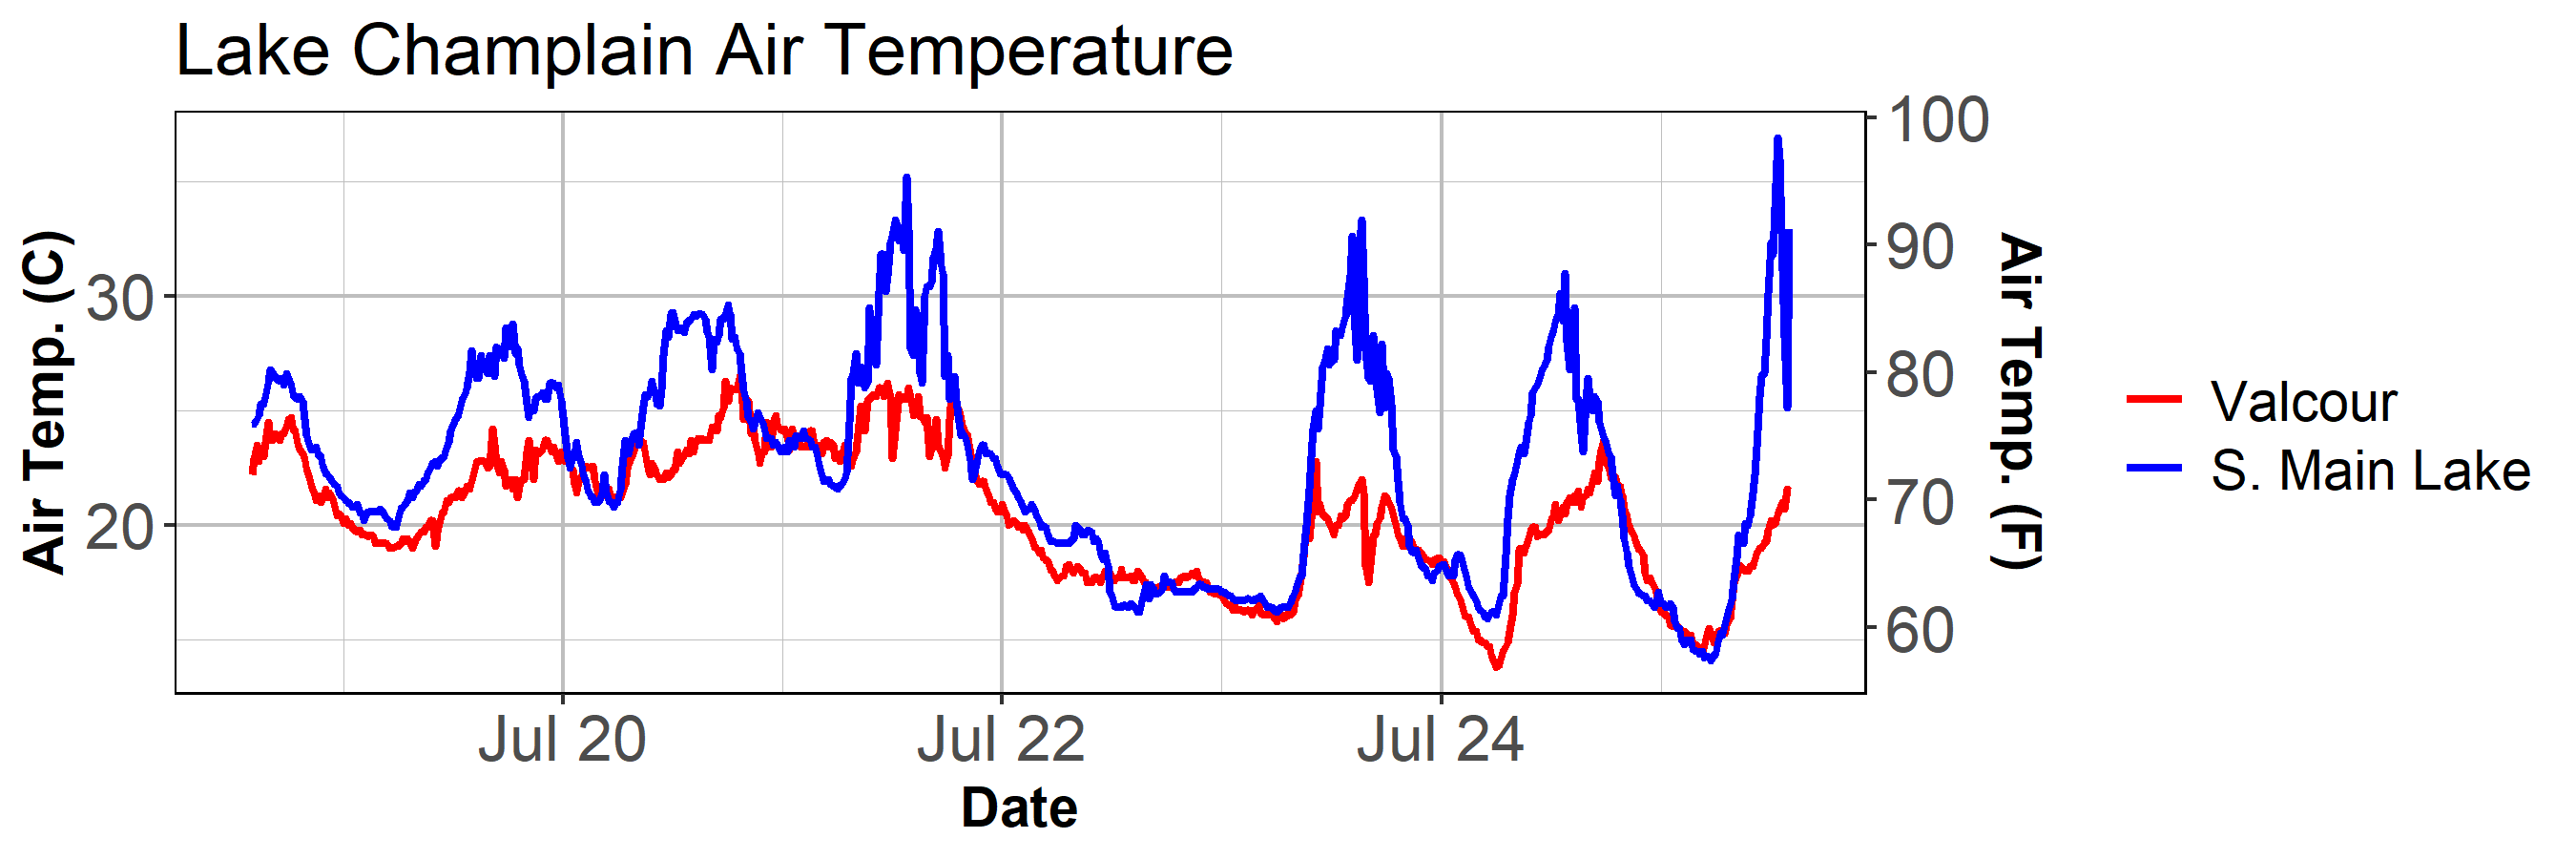 Lake Champlain Air Temperature
Air Temp. (C)
30
20
100
90
80
70
60
Air Temp. (F)
Jul 20
Jul 22
Jul 24
Date
Valcour
S. Main Lake